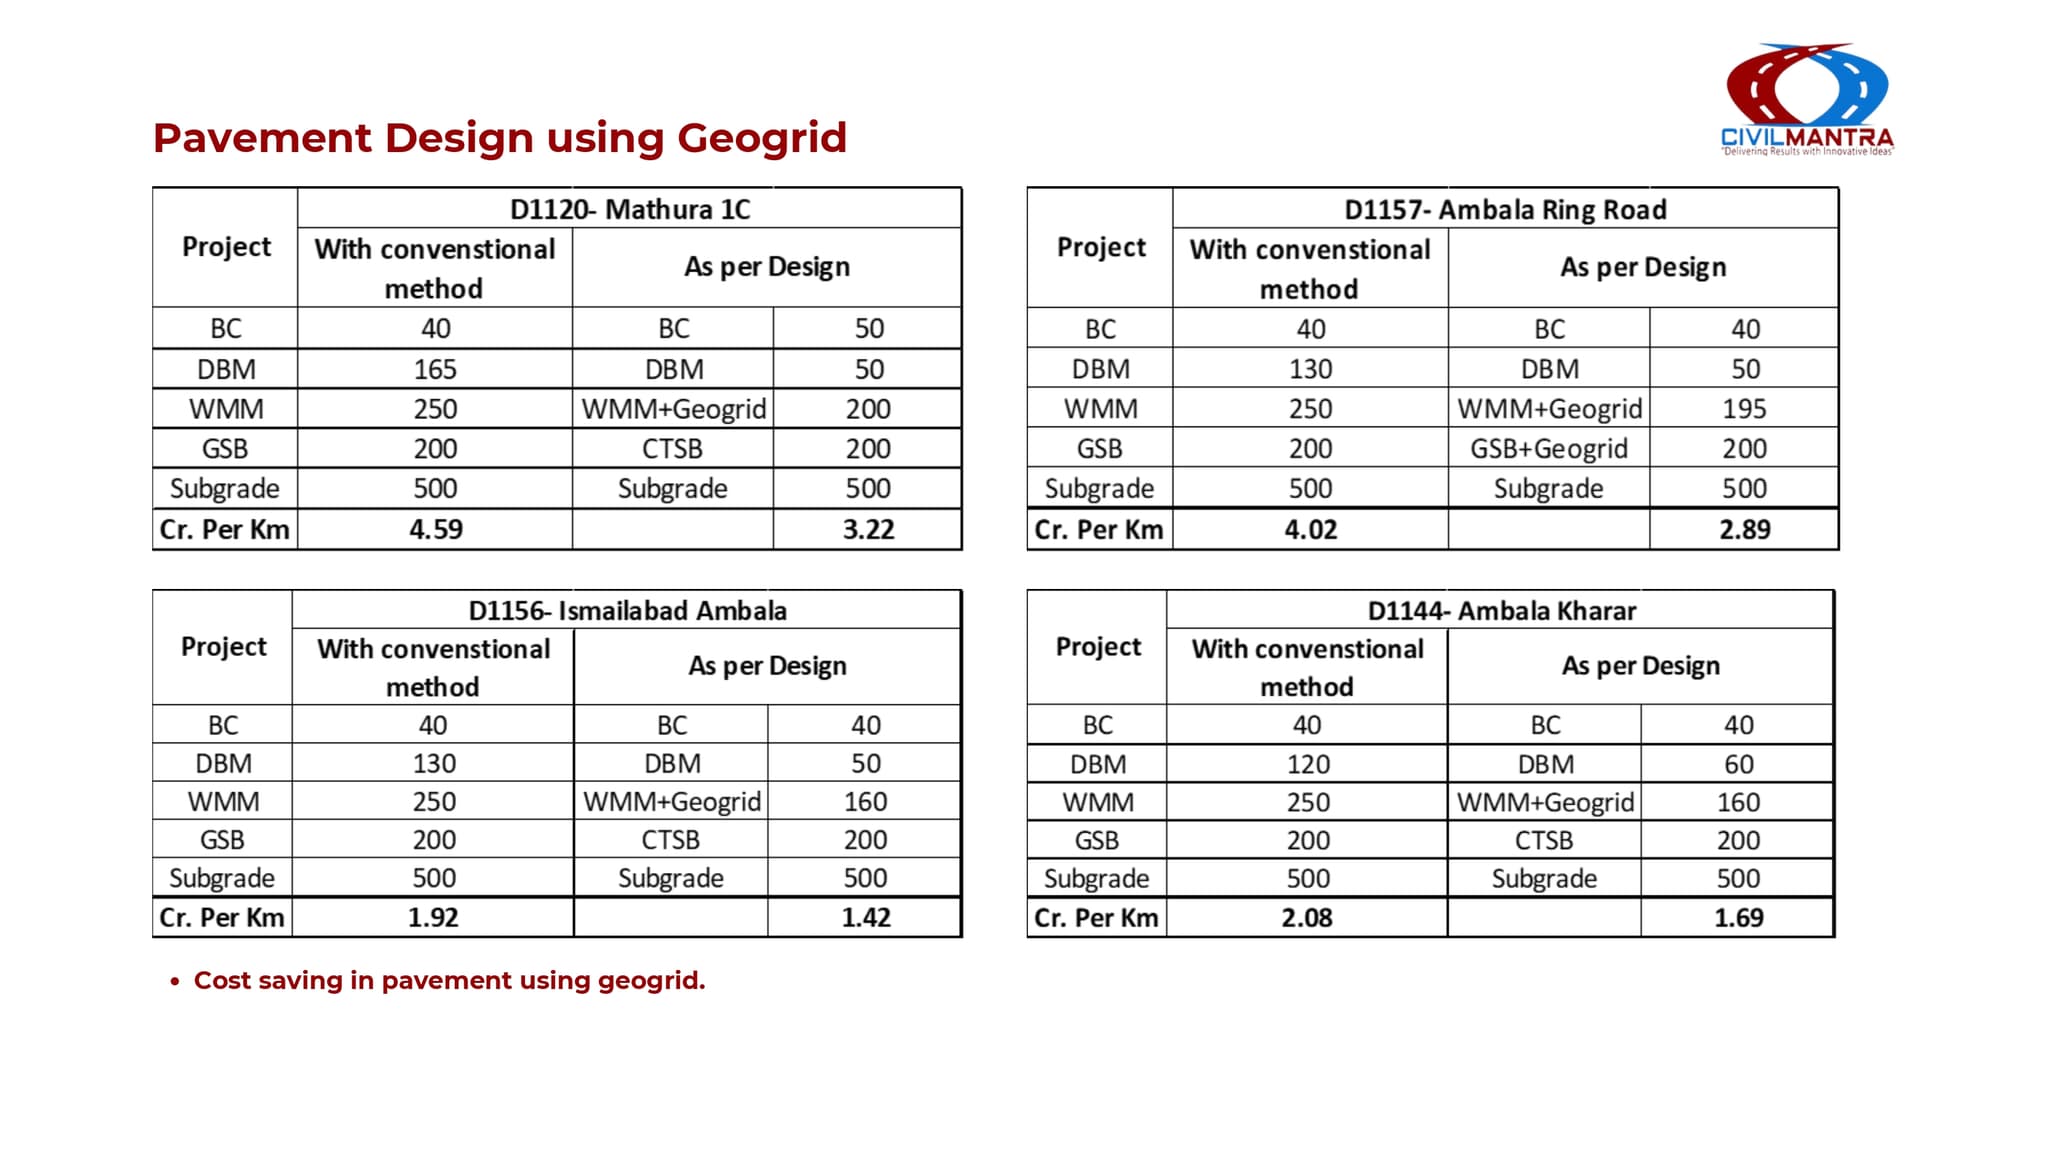 CIVILMANTRA
"Delivering Results with Innovative Ideas"
Pavement Design using Geogrid
Project D1120- Mathura 1C
With convenstional method As per Design
BC 40 BC 50
DBM 165 DBM 50
WMM 250 WMM+Geogrid 200
GSB 200 CTSB 200
Subgrade 500 Subgrade 500
Cr. Per Km 4.59 3.22
Project D1157- Ambala Ring Road
With convenstional method As per Design
BC 40 BC 40
DBM 130 DBM 50
WMM 250 WMM+Geogrid 195
GSB 200 GSB+Geogrid 200
Subgrade 500 Subgrade 500
Cr. Per Km 4.02 2.89
Project D1156- Ismailabad Ambala
With convenstional method As per Design
BC 40 BC 40
DBM 130 DBM 50
WMM 250 WMM+Geogrid 160
GSB 200 CTSB 200
Subgrade 500 Subgrade 500
Cr. Per Km 1.92 1.42
Project D1144- Ambala Kharar
With convenstional method As per Design
BC 40 BC 40
DBM 120 DBM 60
WMM 250 WMM+Geogrid 160
GSB 200 CTSB 200
Subgrade 500 Subgrade 500
Cr. Per Km 2.08 1.69
• Cost saving in pavement using geogrid.